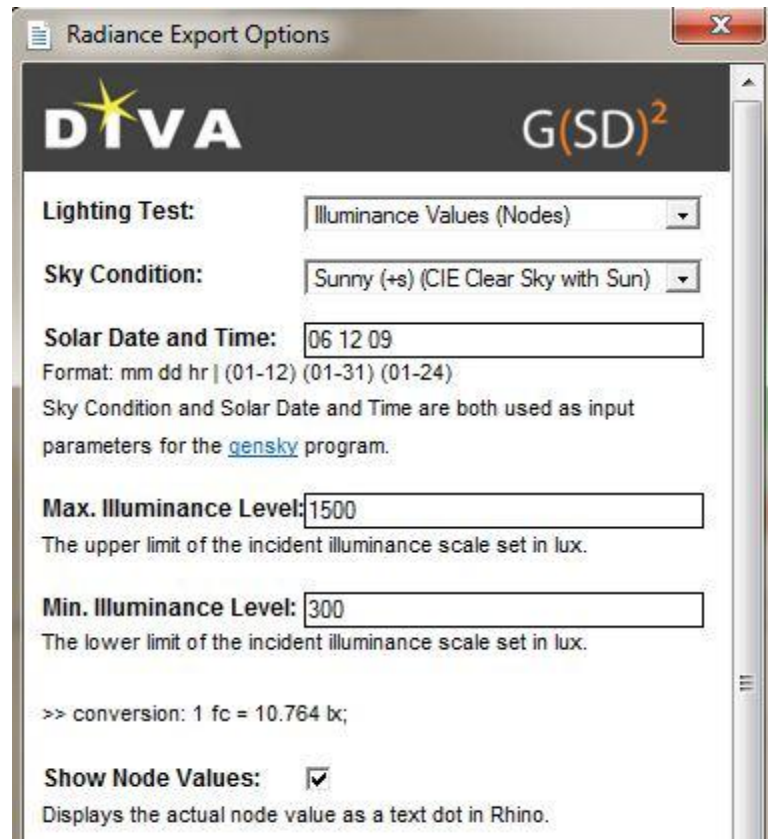 Radiance Export Options
DIVA G(SD)²
Lighting Test: Illuminance Values (Nodes)
Sky Condition: Sunny (+s) (CIE Clear Sky with Sun)
Solar Date and Time: 06 12 09
Format: mm dd hr | (01-12) (01-31) (01-24)
Sky Condition and Solar Date and Time are both used as input
parameters for the gensky program.
Max. Illuminance Level: 1500
The upper limit of the incident illuminance scale set in lux.
Min. Illuminance Level: 300
The lower limit of the incident illuminance scale set in lux.
>> conversion: 1 fc = 10.764 lx;
Show Node Values:
Displays the actual node value as a text dot in Rhino.